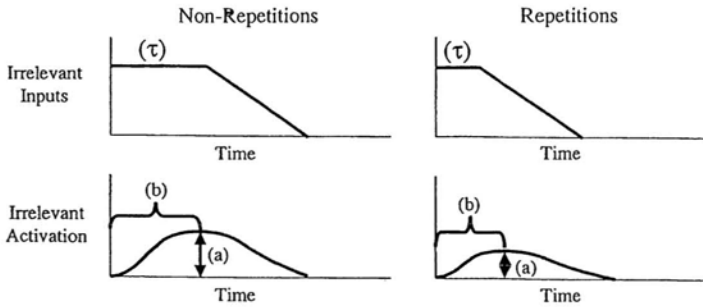 Non-Repetitions
Repetitions
Irrelevant
Inputs
(τ)
(τ)
Time
Time
Irrelevant
Activation
(b)
(a)
(b)
(a)
Time
Time